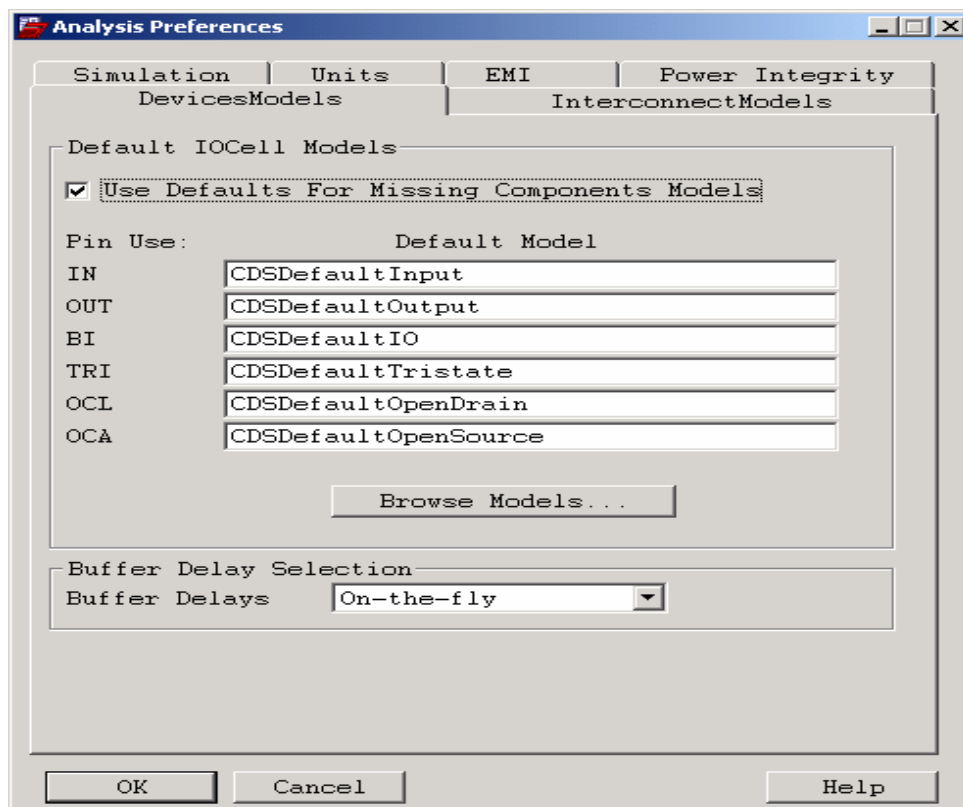 Analysis Preferences
Simulation Units EMI Power Integrity
DevicesModels InterconnectModels
Default IOCell Models
Use Defaults For Missing Components Models
Pin Use: Default Model
IN CDSDefaultInput
OUT CDSDefaultOutput
BI CDSDefaultIO
TRI CDSDefaultTristate
OCL CDSDefaultOpenDrain
OCA CDSDefaultOpenSource
Browse Models...
Buffer Delay Selection
Buffer Delays On-the-fly
OK Cancel Help